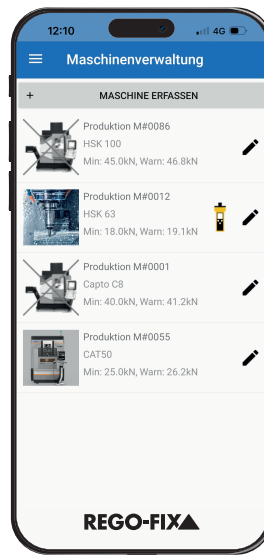 12:10
4G
Maschinenverwaltung
+ MASCHINE ERFASSEN
Produktion M#0086
HSK 100
Min: 45.0kN, Warn: 46.8kN
Produktion M#0012
HSK 63
Min: 18.0kN, Warn: 19.1kN
Produktion M#0001
Capto C8
Min: 40.0kN, Warn: 41.2kN
Produktion M#0055
CAT50
Min: 25.0kN, Warn: 26.2kN
REGO-FIX